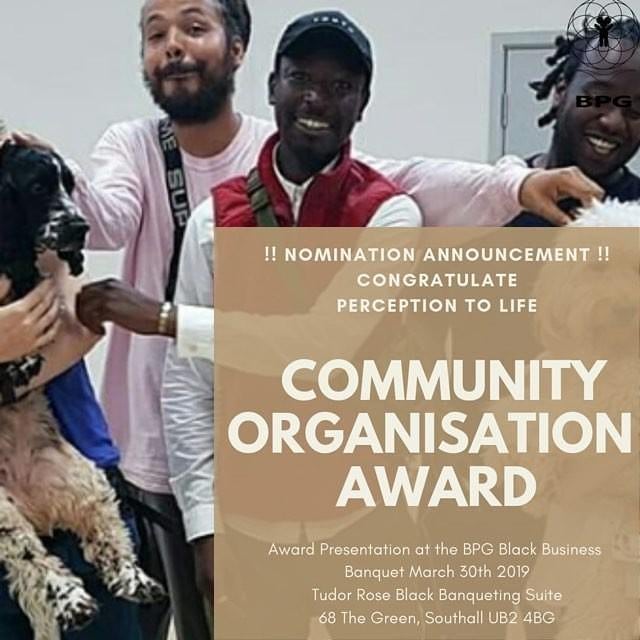 BPG
!! NOMINATION ANNOUNCEMENT !!
CONGRATULATE
PERCEPTION TO LIFE
COMMUNITY
ORGANISATION
AWARD
Award Presentation at the BPG Black Business
Banquet March 30th 2019
Tudor Rose Black Banqueting Suite
68 The Green, Southall UB2 4BG